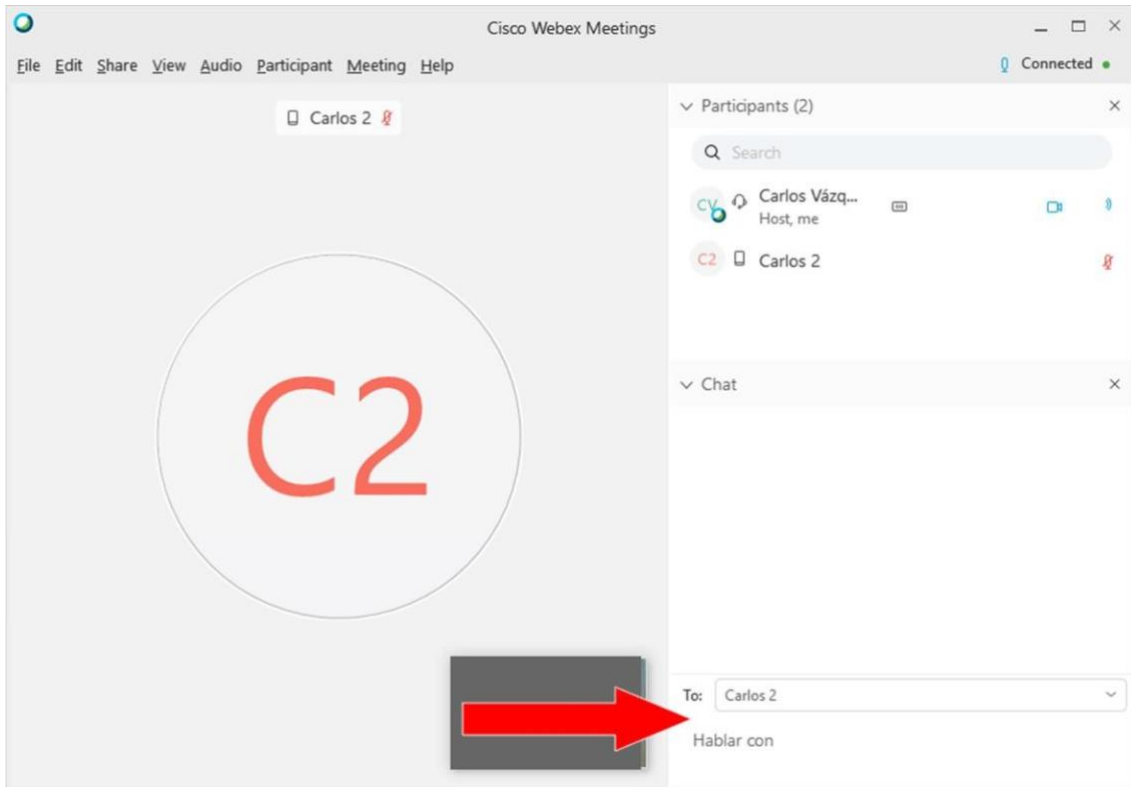 Cisco Webex Meetings
File Edit Share View Audio Participant Meeting Help
Connected
Carlos 2
Participants (2)
Search
CV Carlos Vázq...
Host, me
C2 Carlos 2
C2
Chat
To: Carlos 2
Hablar con